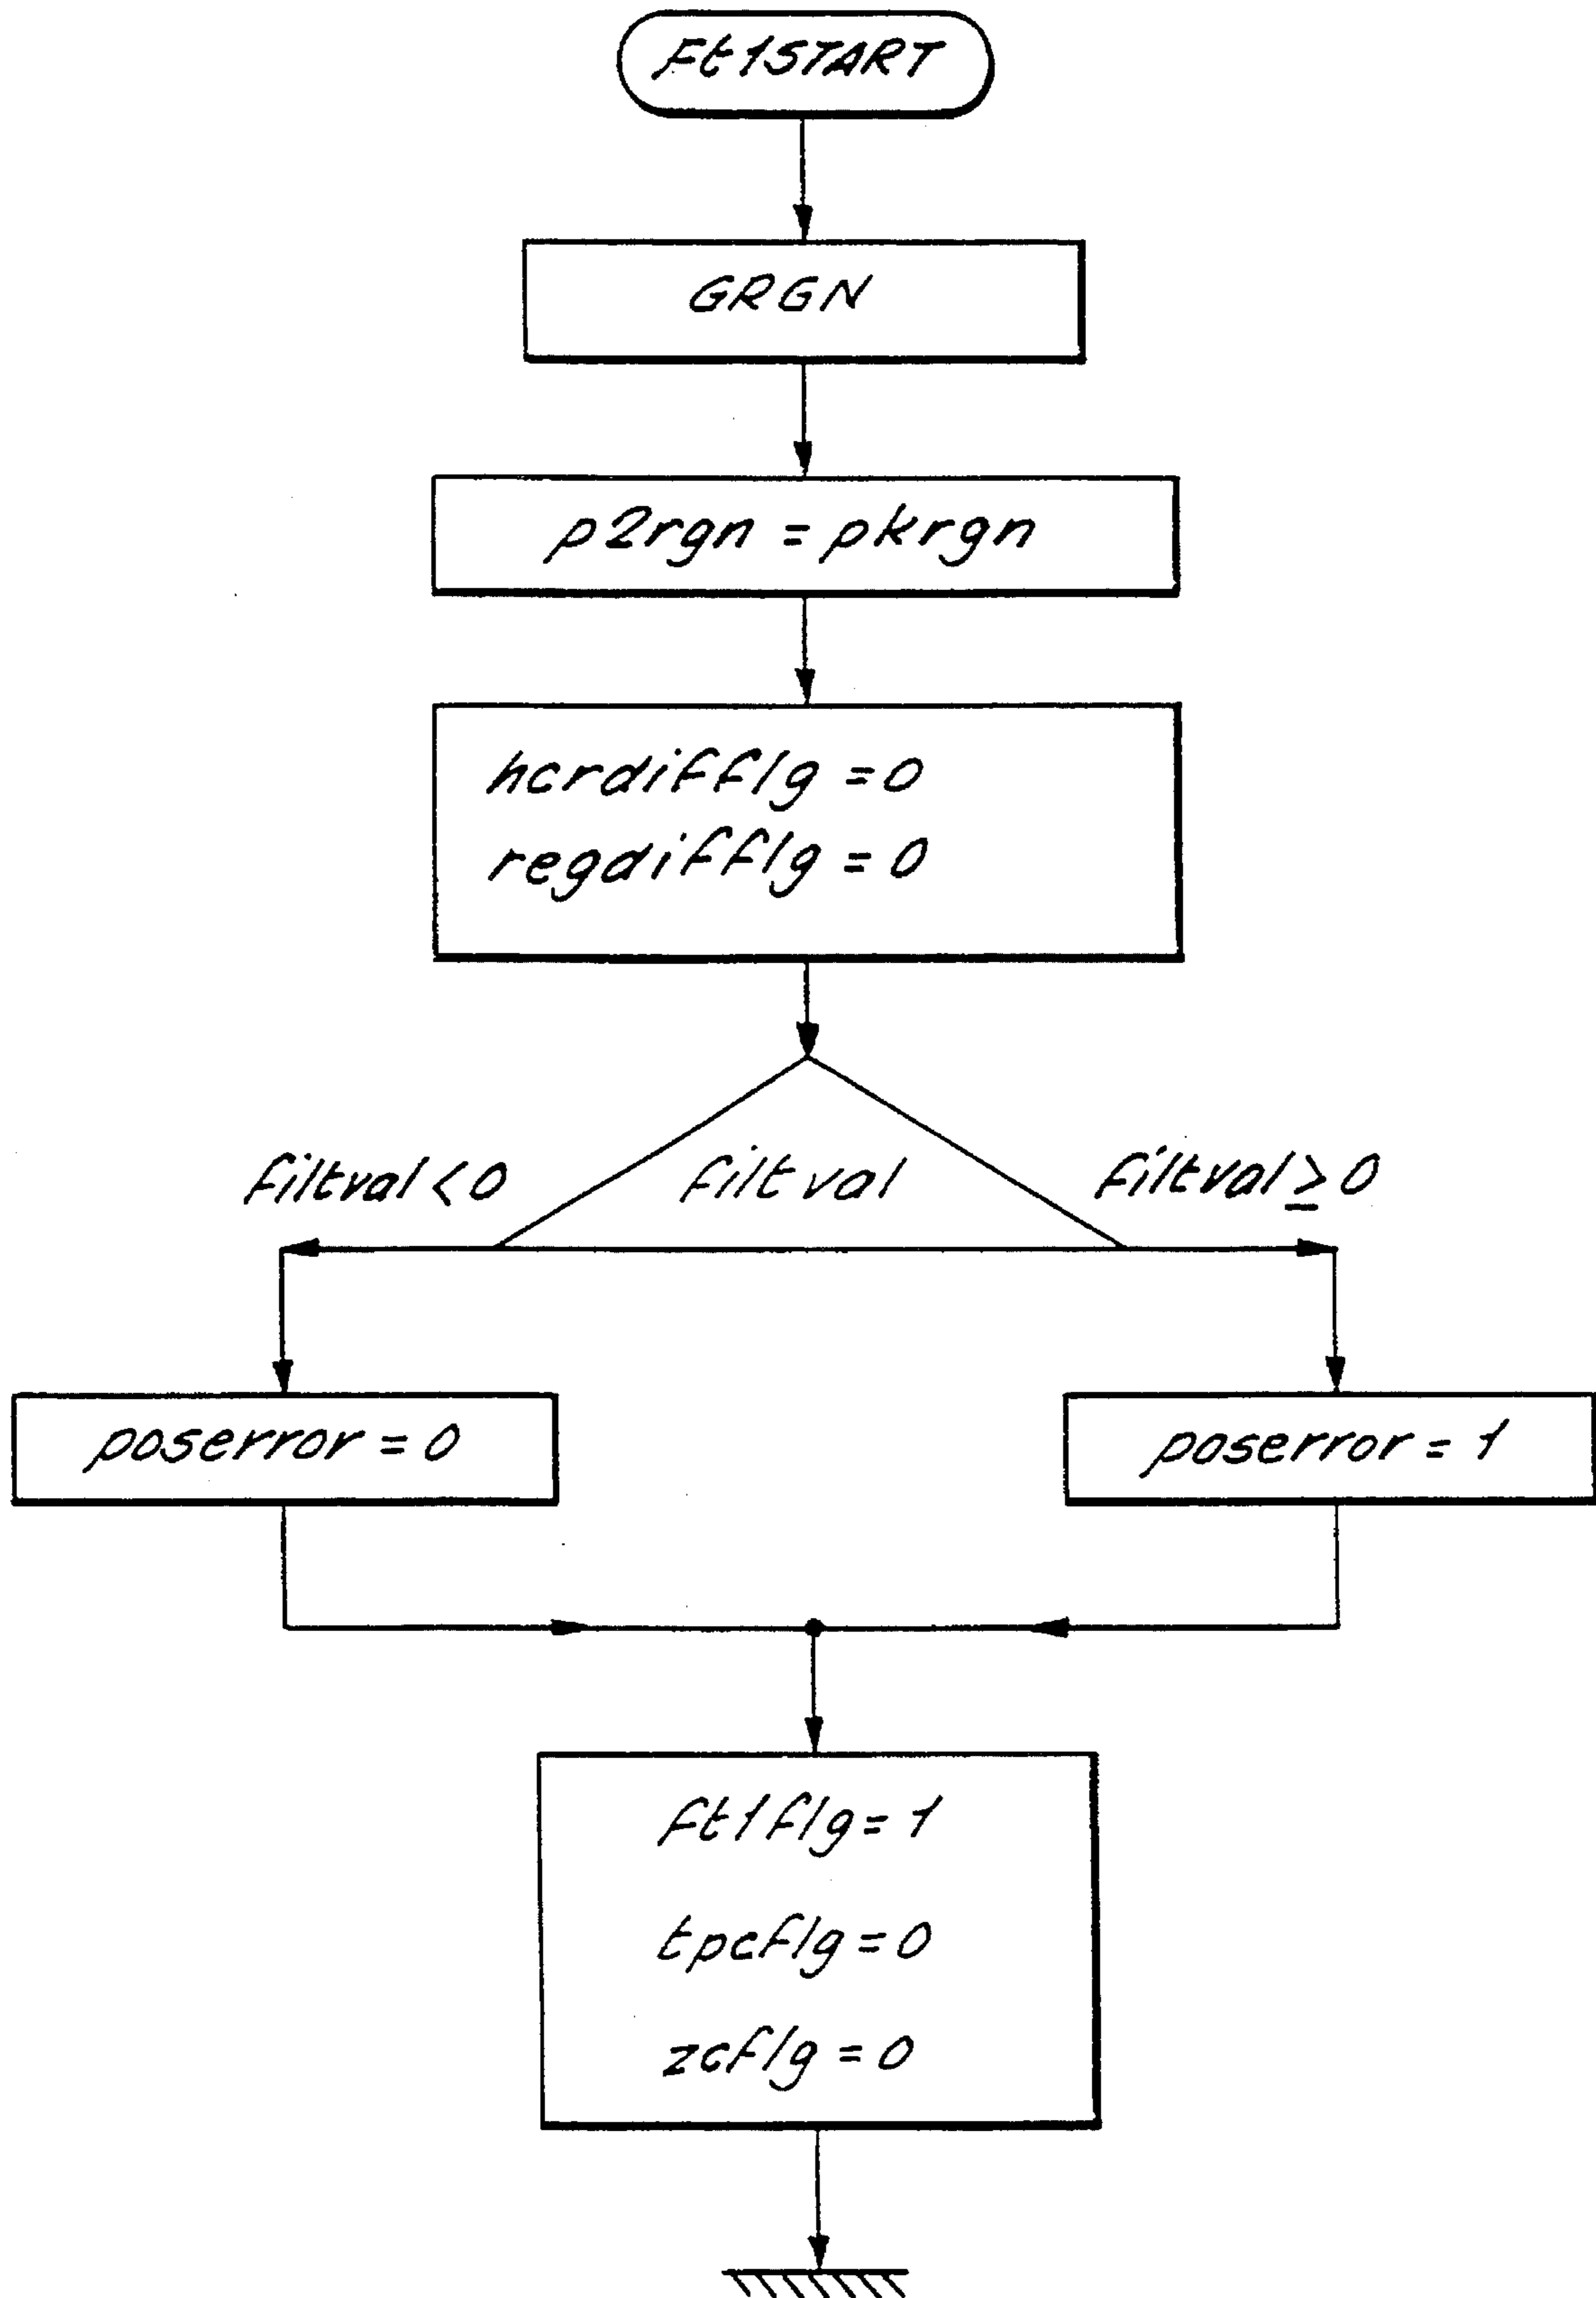 Ft1START
GRGN
p2rgn = pkrgn
hcrdiffflg = 0
regdiffflg = 0
filtval < 0
filtval
filtval ≥ 0
poserror = 0
poserror = 1
ft1flg = 1
tpcflg = 0
zcflg = 0